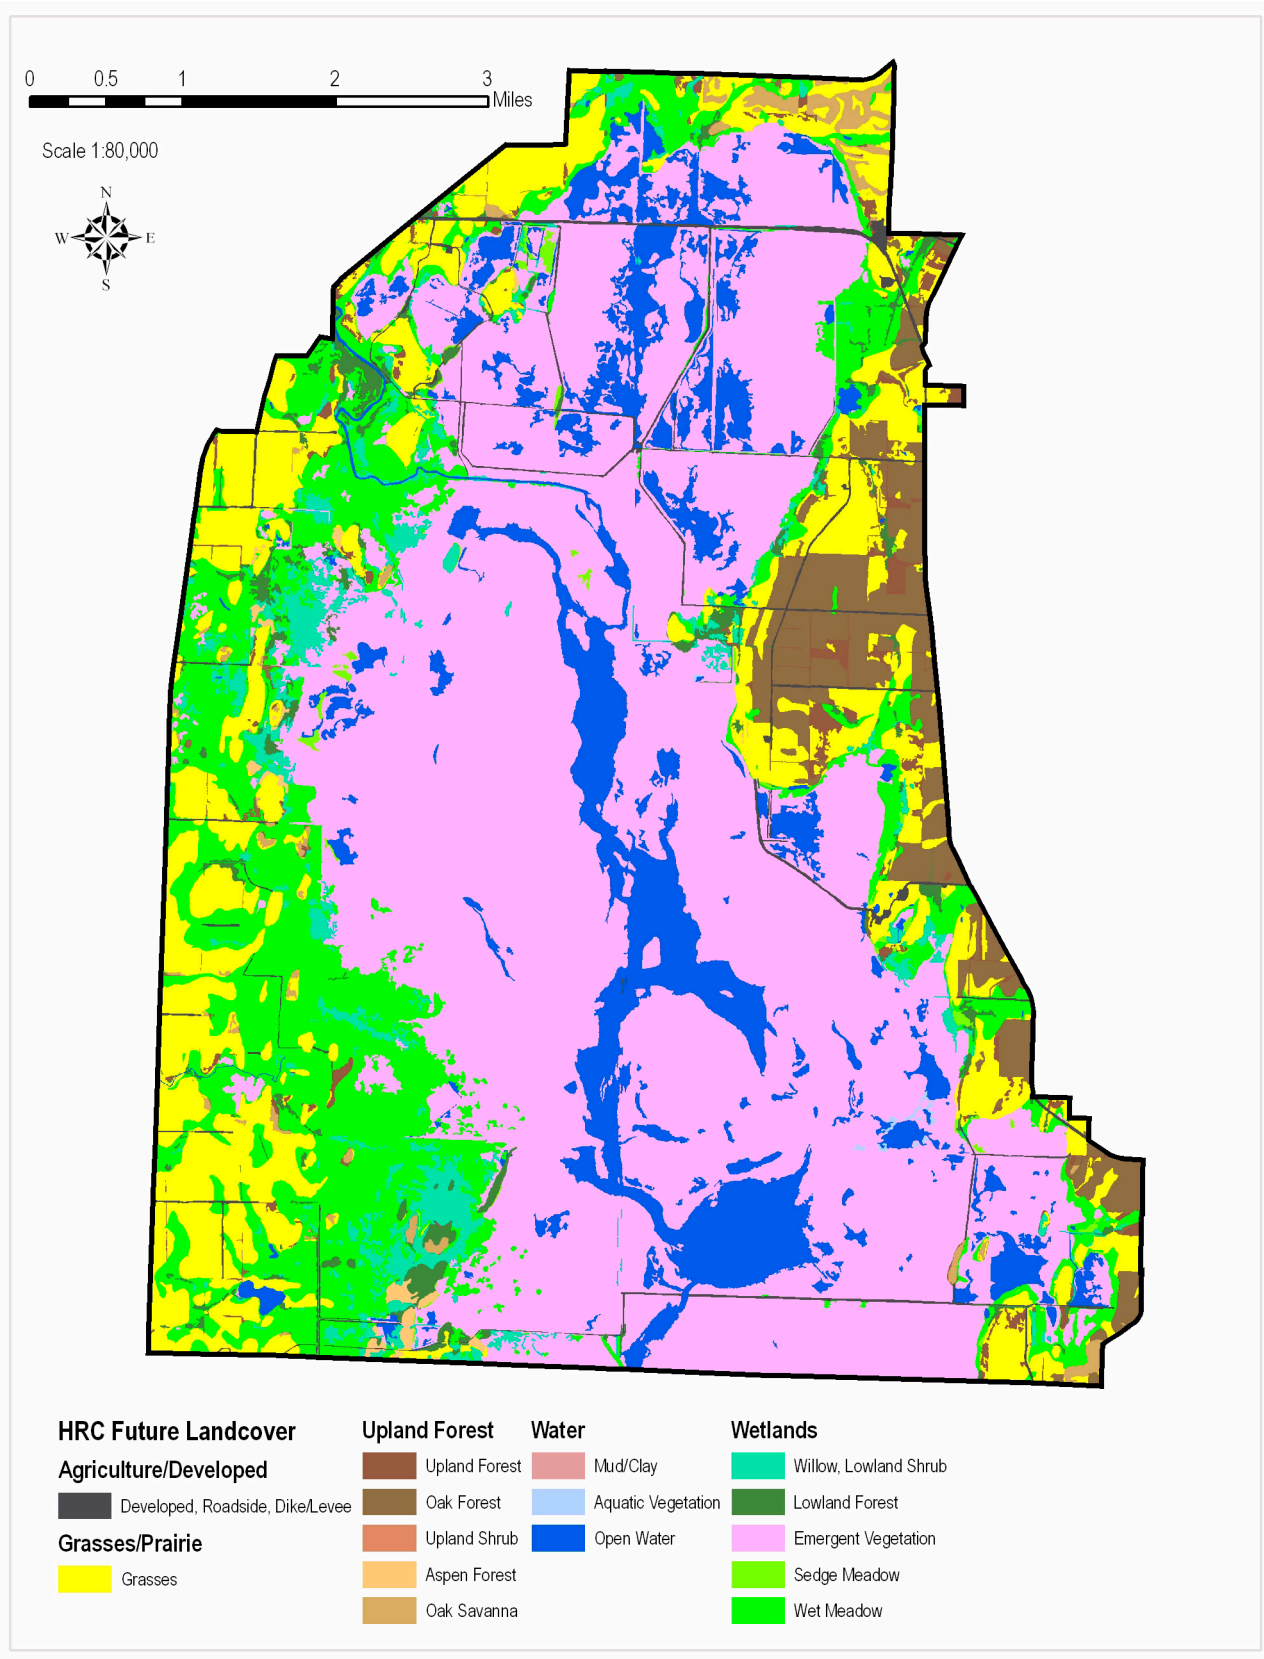 0 0.5 1 2 3
Miles
Scale 1:80,000
N
W E
S
HRC Future Landcover
Agriculture/Developed
Developed, Roadside, Dike/Levee
Grasses/Prairie
Grasses
Upland Forest
Upland Forest
Oak Forest
Upland Shrub
Aspen Forest
Oak Savanna
Water
Mud/Clay
Aquatic Vegetation
Open Water
Wetlands
Willow, Lowland Shrub
Lowland Forest
Emergent Vegetation
Sedge Meadow
Wet Meadow